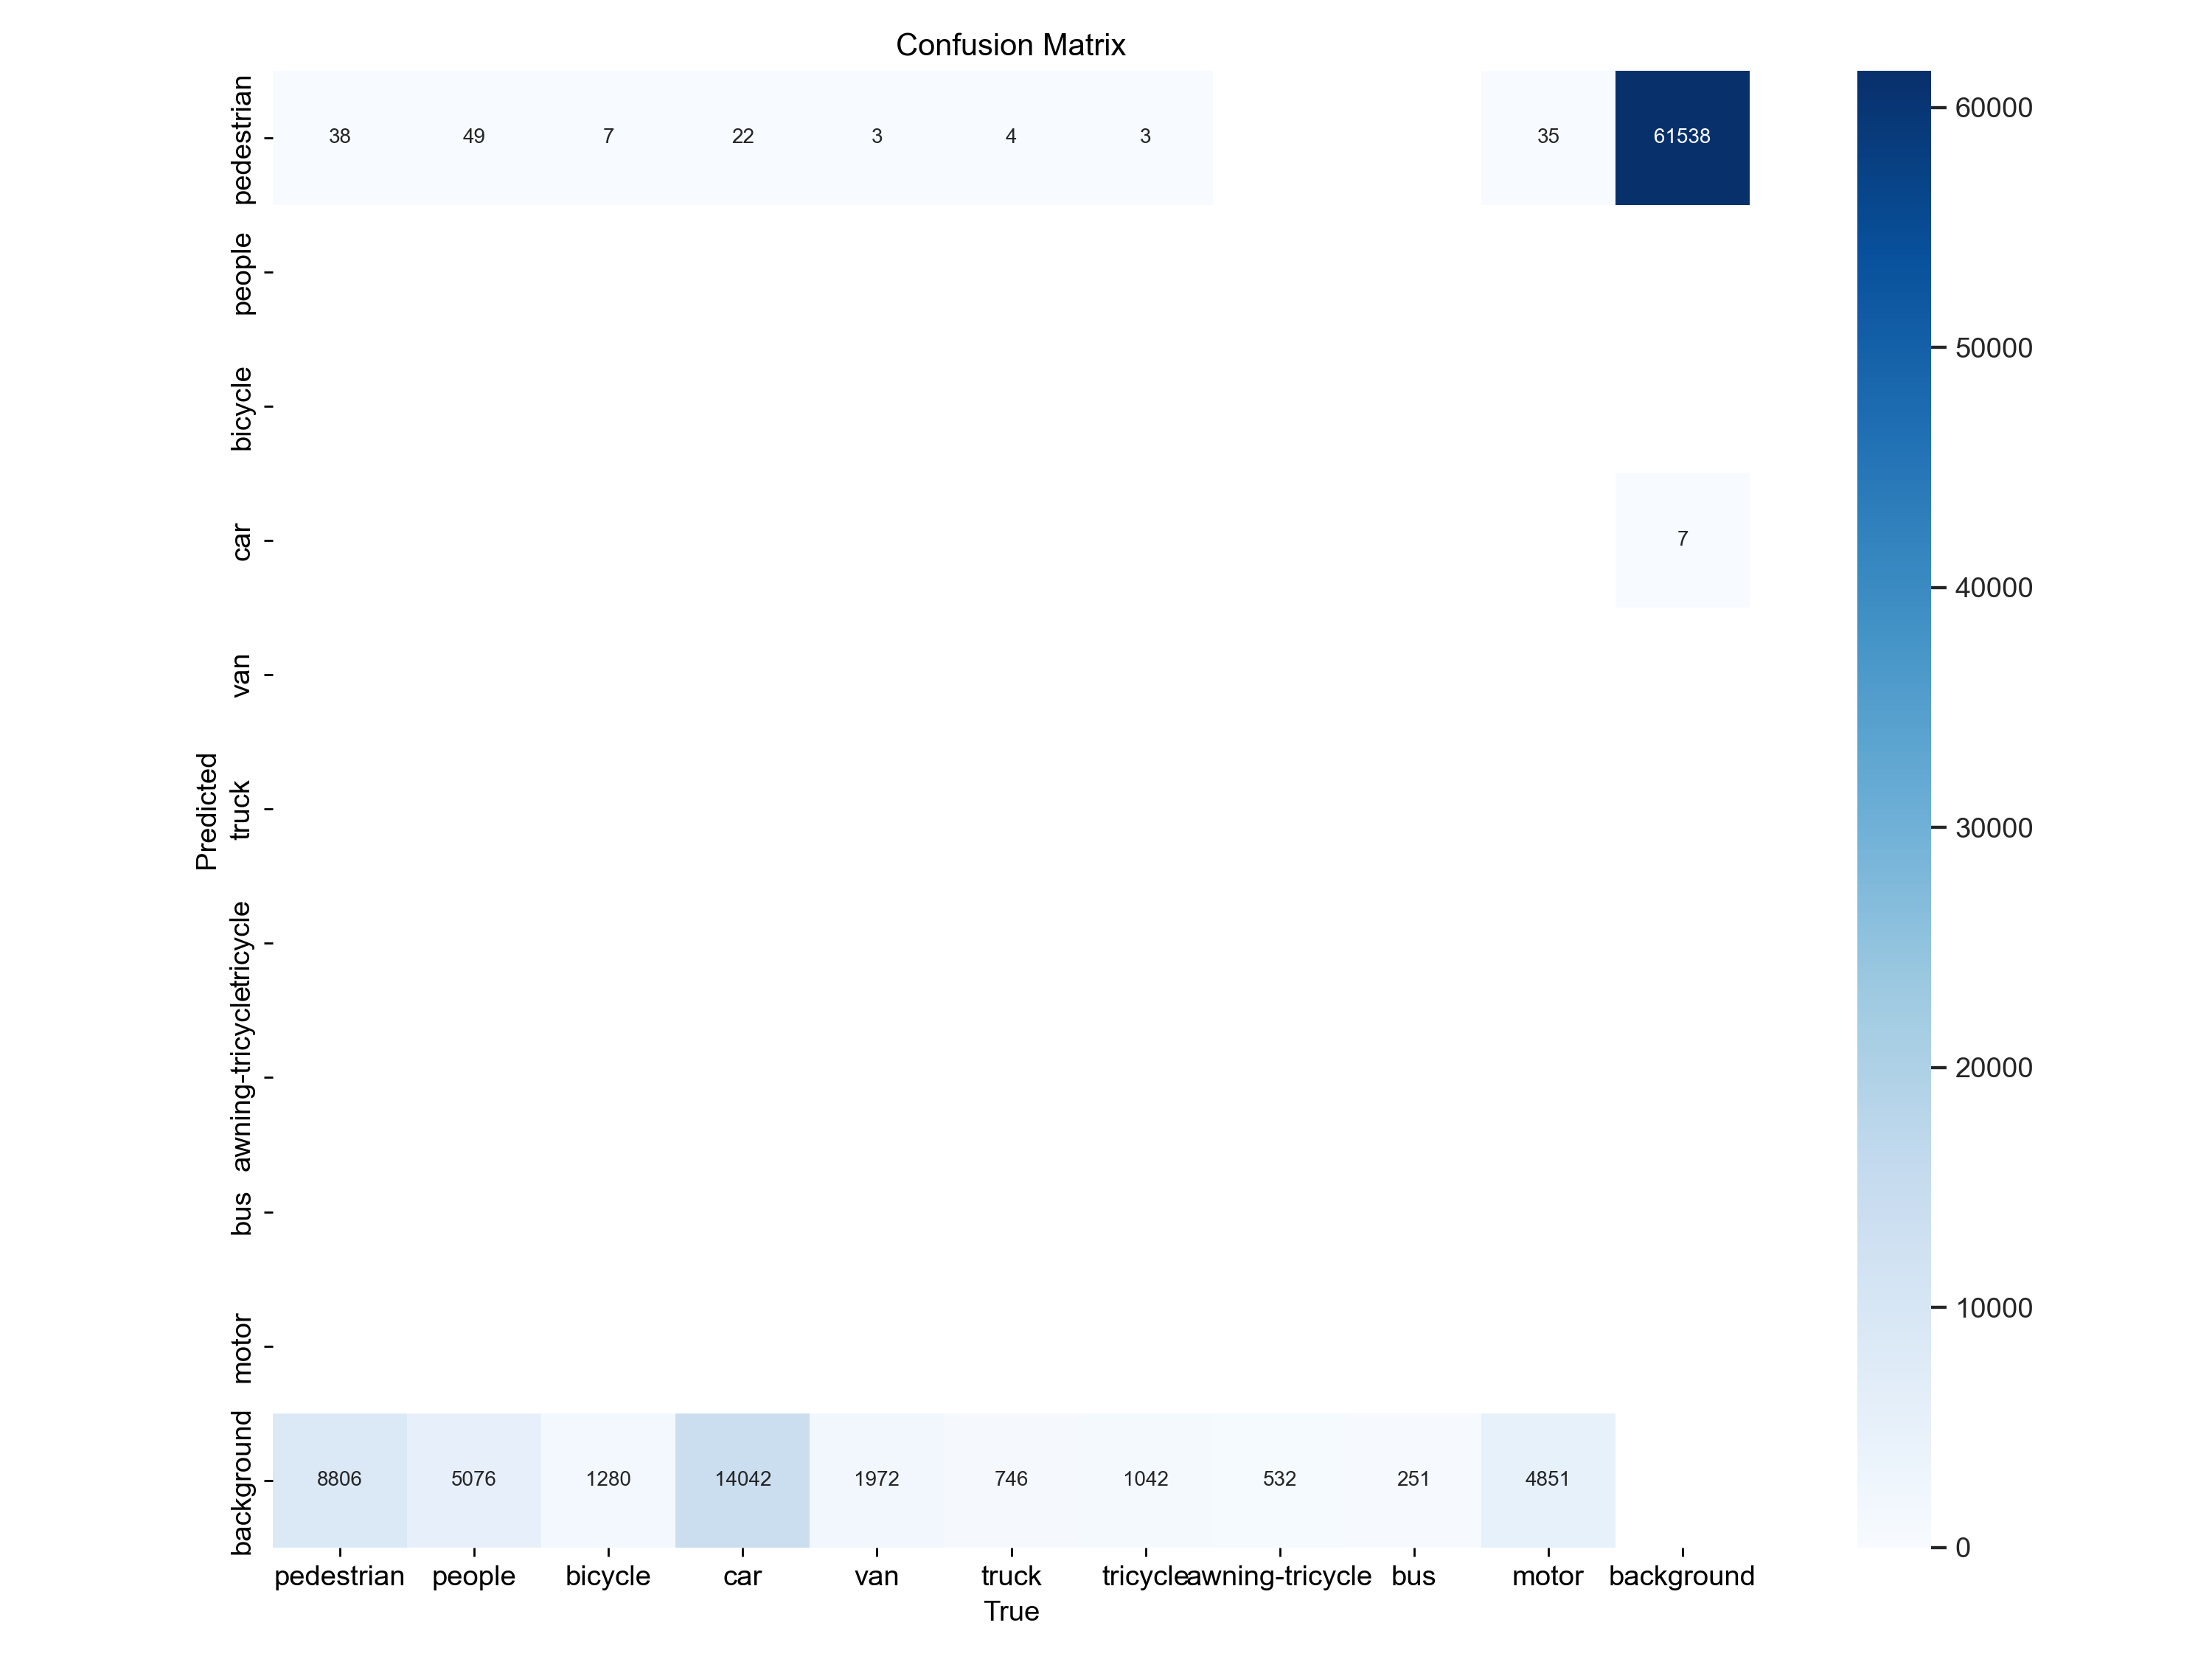 Confusion Matrix
pedestrian
38 49 7 22 3 4 3 35 61538
people
bicycle
car
7
van
truck
tricycle
awning-tricycle
bus
motor
background
8806 5076 1280 14042 1972 746 1042 532 251 4851
Predicted
pedestrian people bicycle car van truck tricycle awning-tricycle bus motor background
True
60000
50000
40000
30000
20000
10000
0